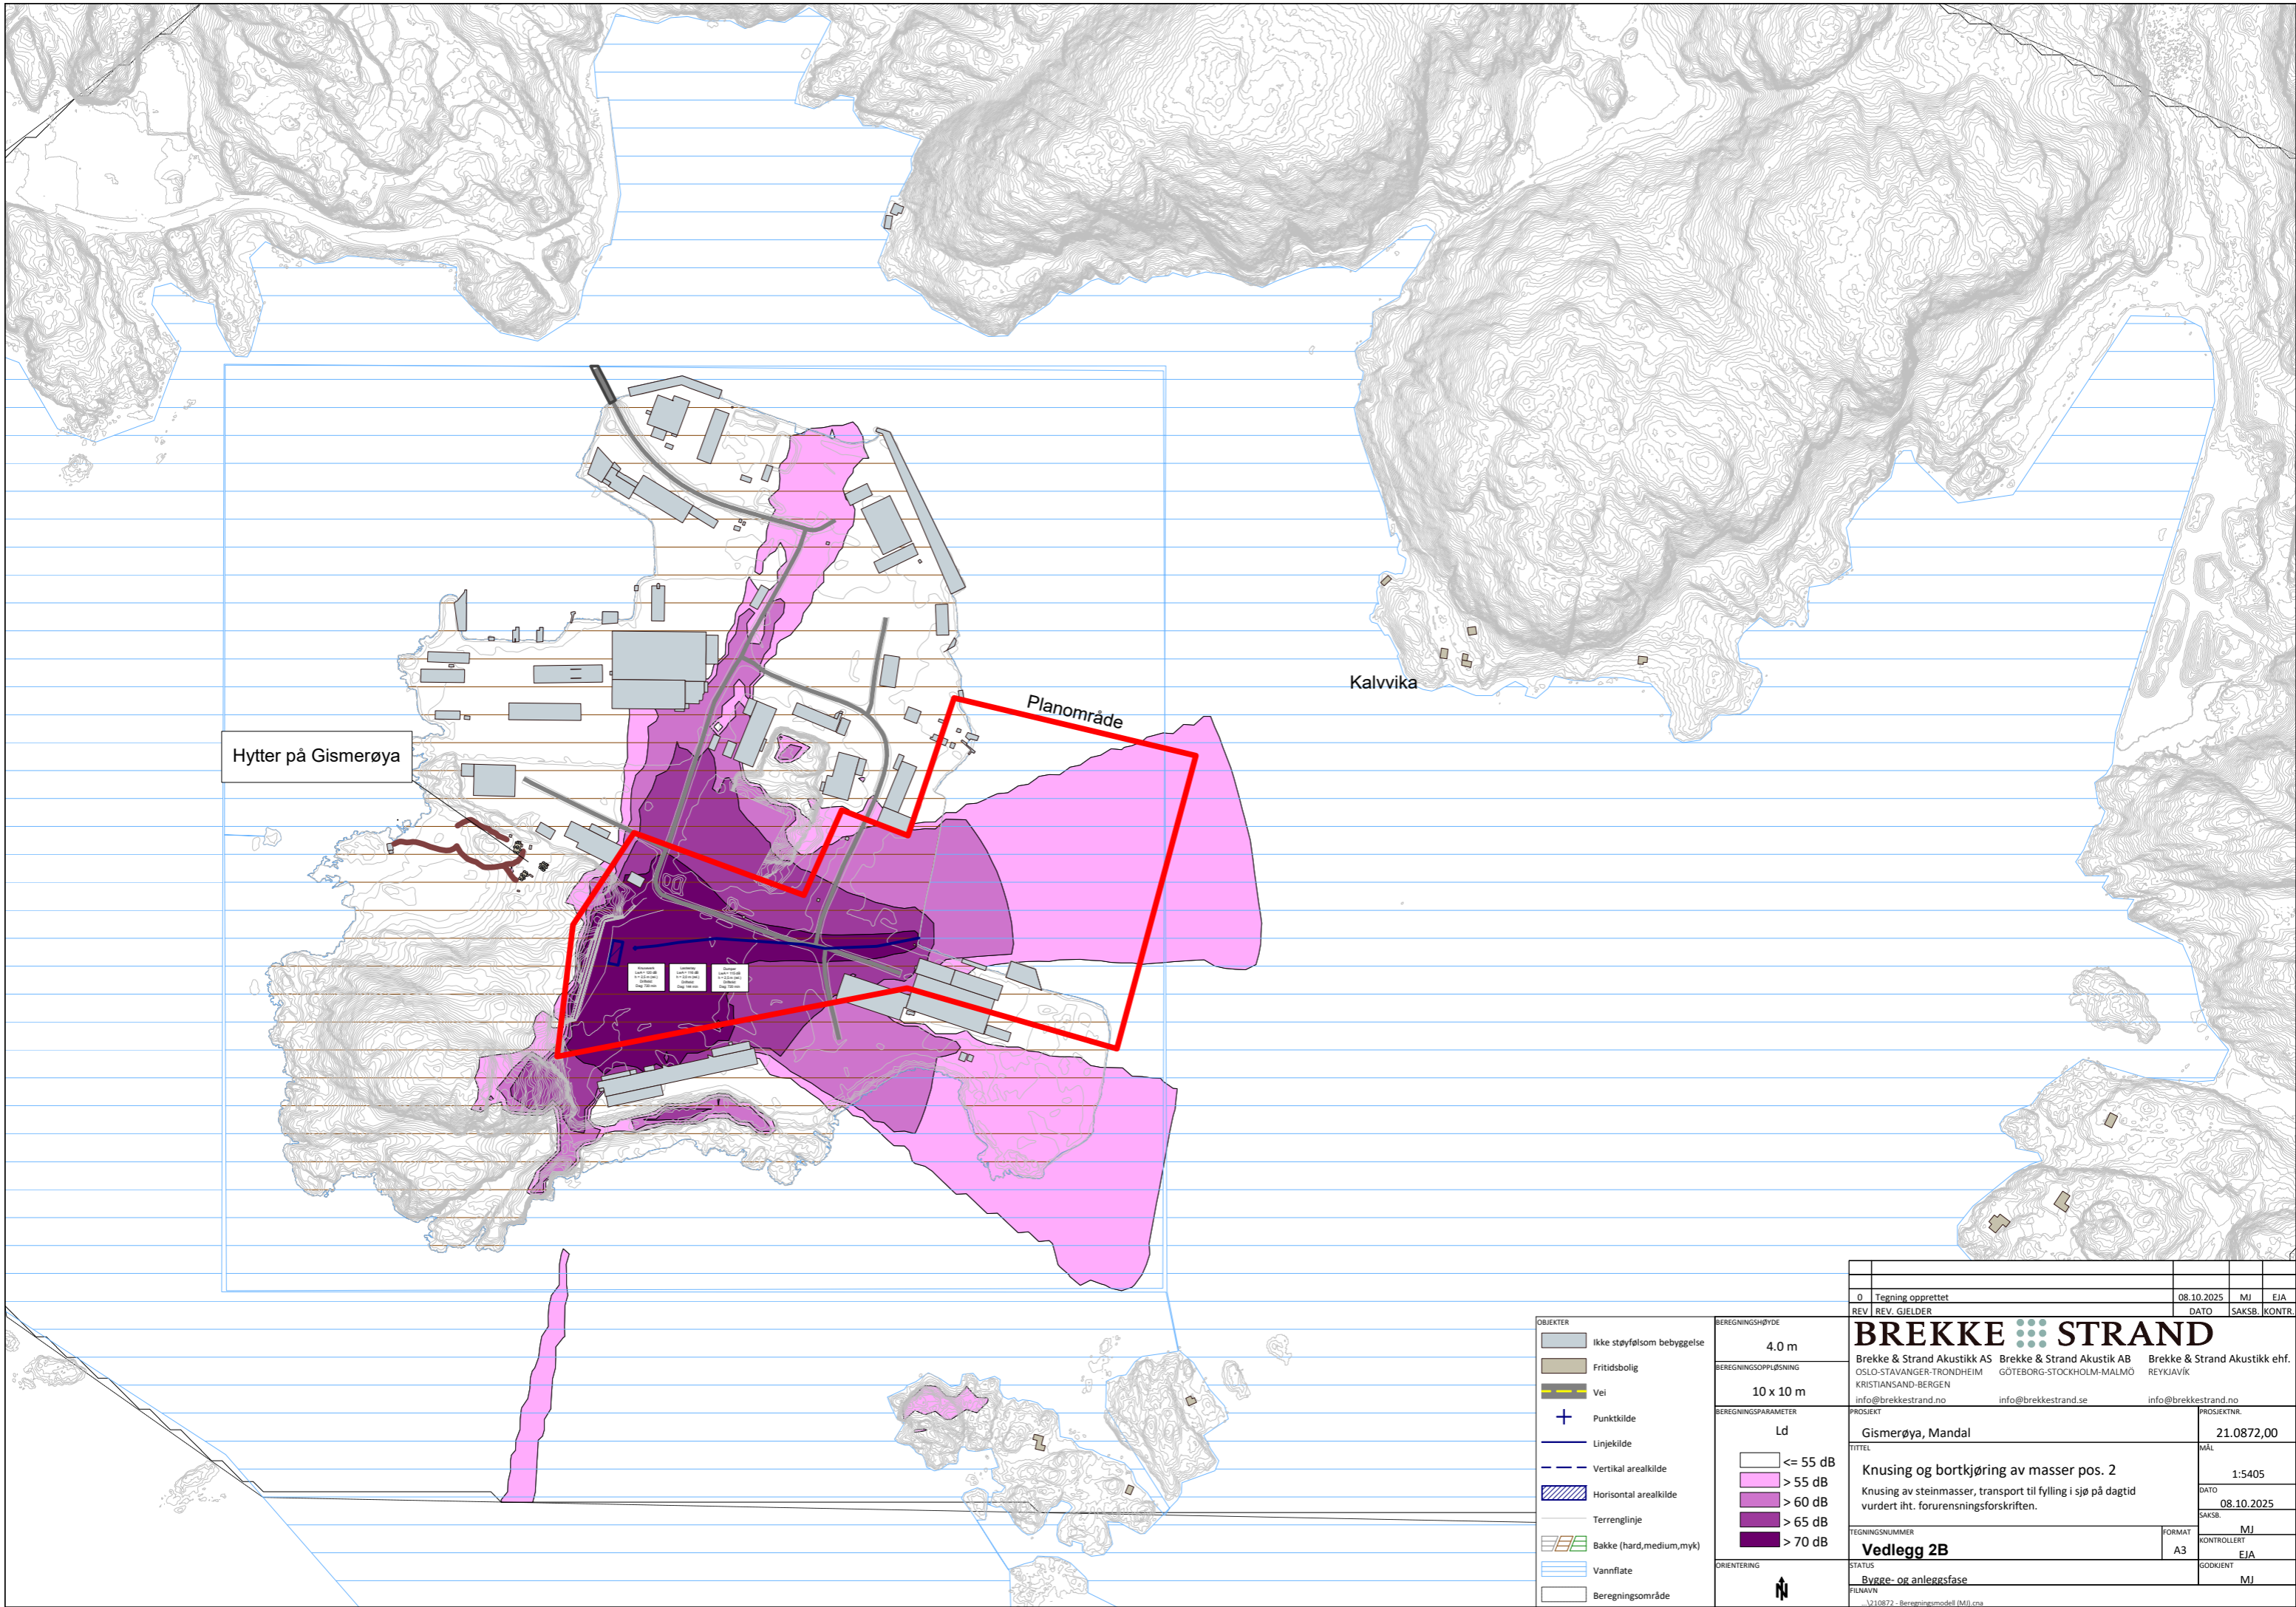 Kalvvika
Planområde
Hytter på Gismerøya
OBJEKTER
Ikke støyfølsom bebyggelse
Fritidsbolig
Vei
Punktkilde
Linjekilde
Vertikal arealkilde
Horisontal arealkilde
Terrenglinje
Bakke (hard,medium,myk)
Vannflate
Beregningsområde
BEREGNINGSHØYDE
4.0 m
BEREGNINGSOPPLØSNING
10 x 10 m
BEREGNINGSPARAMETER
Ld
<= 55 dB
> 55 dB
> 60 dB
> 65 dB
> 70 dB
ORIENTERING
N
0 Tegning opprettet 08.10.2025 MJ EJA
REV REV. GJELDER DATO SAKSB. KONTR.
BREKKE STRAND
Brekke & Strand Akustikk AS Brekke & Strand Akustik AB Brekke & Strand Akustikk ehf.
OSLO-STAVANGER-TRONDHEIM GÖTEBORG-STOCKHOLM-MALMÖ REYKJAVÍK
KRISTIANSAND-BERGEN
info@brekkestrand.no info@brekkestrand.se info@brekkestrand.no
PROSJEKT
Gismerøya, Mandal
PROSJEKTNR.
21.0872,00
TITTEL
Knusing og bortkjøring av masser pos. 2
Knusing av steinmasser, transport til fylling i sjø på dagtid
vurdert iht. forurensningsforskriften.
MÅL
1:5405
DATO
08.10.2025
SAKSB.
MJ
TEGNINGSNUMMER
Vedlegg 2B
FORMAT
A3
KONTROLLERT
EJA
STATUS
Bygge- og anleggsfase
GODKJENT
MJ
FILNAVN
...\210872 - Beregningsmodell (MJ).cna